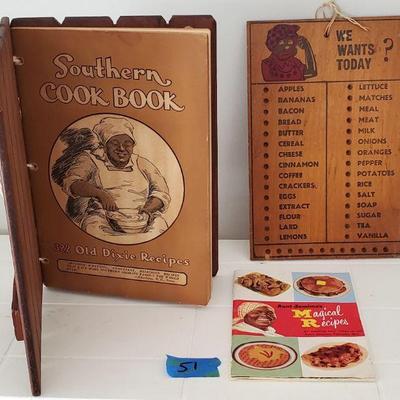 Southern
COOK BOOK
322 Old Dixie Recipes
WE
WANTS
TODAY ?
APPLES
BANANAS
BACON
BREAD
BUTTER
CEREAL
CHEESE
CINNAMON
COFFEE
CRACKERS
EGGS
EXTRACT
FLOUR
LARD
LEMONS
LETTUCE
MATCHES
MEAL
MEAT
MILK
ONIONS
ORANGES
PEPPER
POTATOES
RICE
SALT
SOAP
SUGAR
TEA
VANILLA
Aunt Jemima's
Magical
Recipes
51